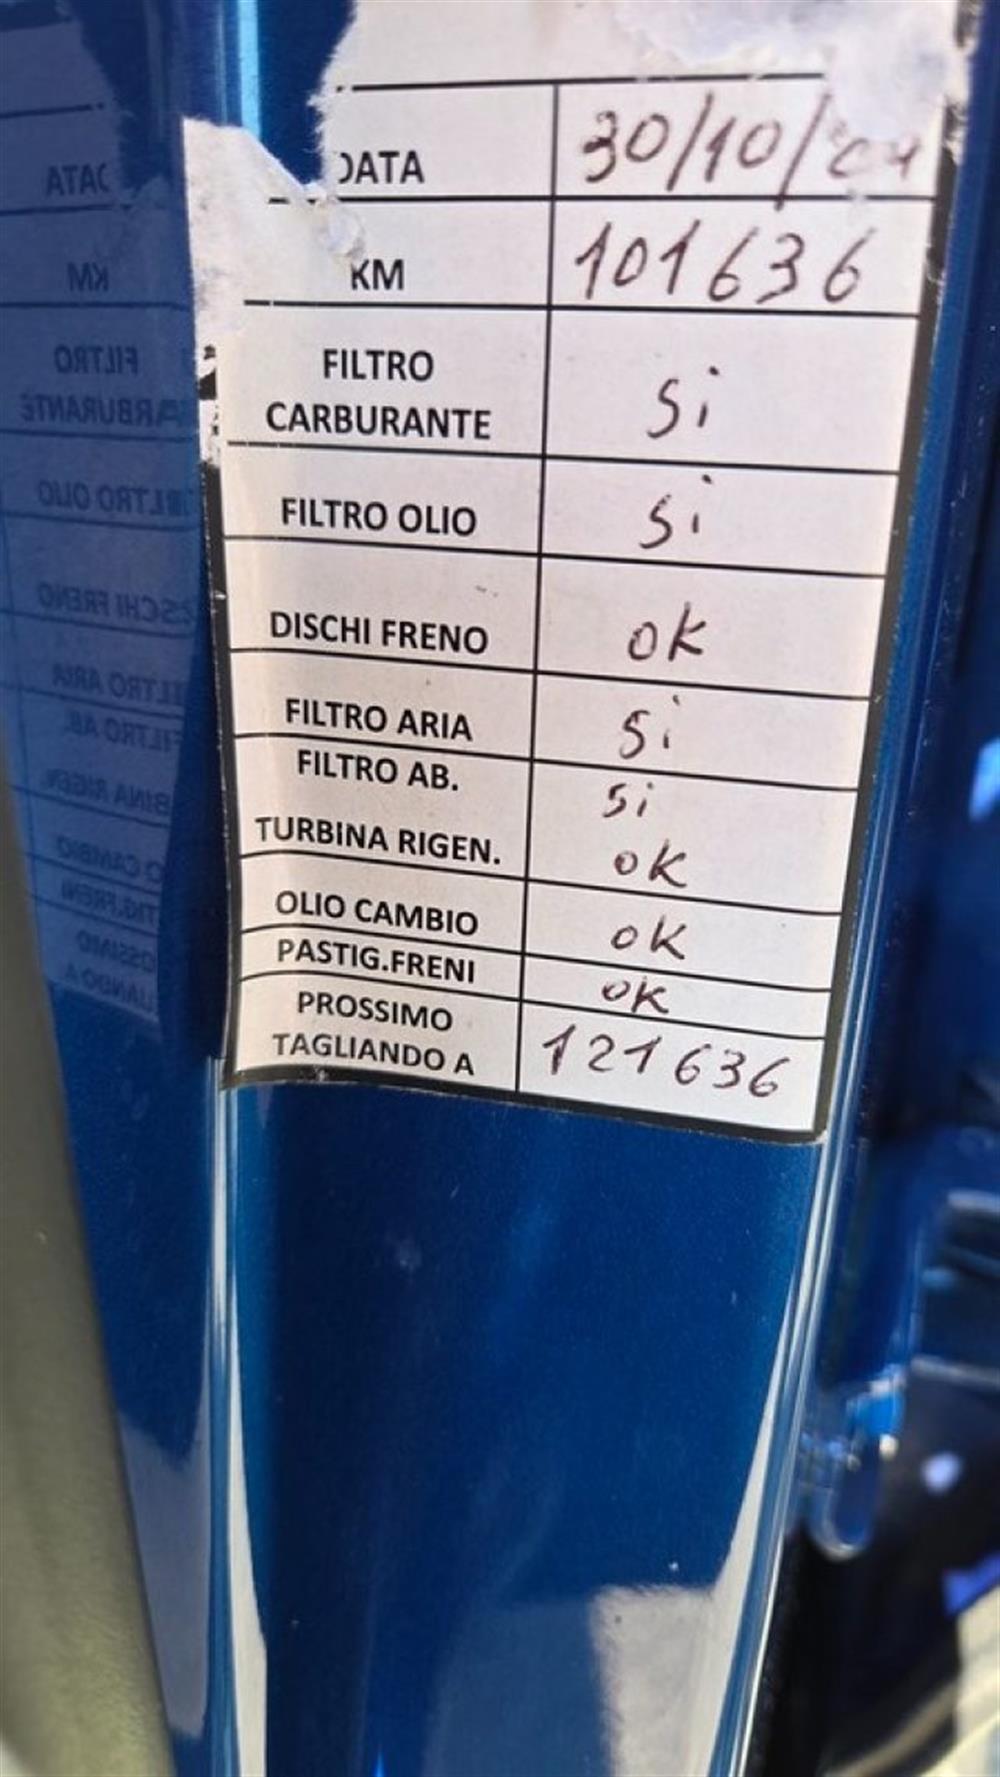 DATA 30/10/24
KM 101636
FILTRO
CARBURANTE si
FILTRO OLIO si
DISCHI FRENO ok
FILTRO ARIA si
FILTRO AB. si
TURBINA RIGEN. ok
OLIO CAMBIO ok
PASTIG.FRENI ok
PROSSIMO
TAGLIANDO A 121636